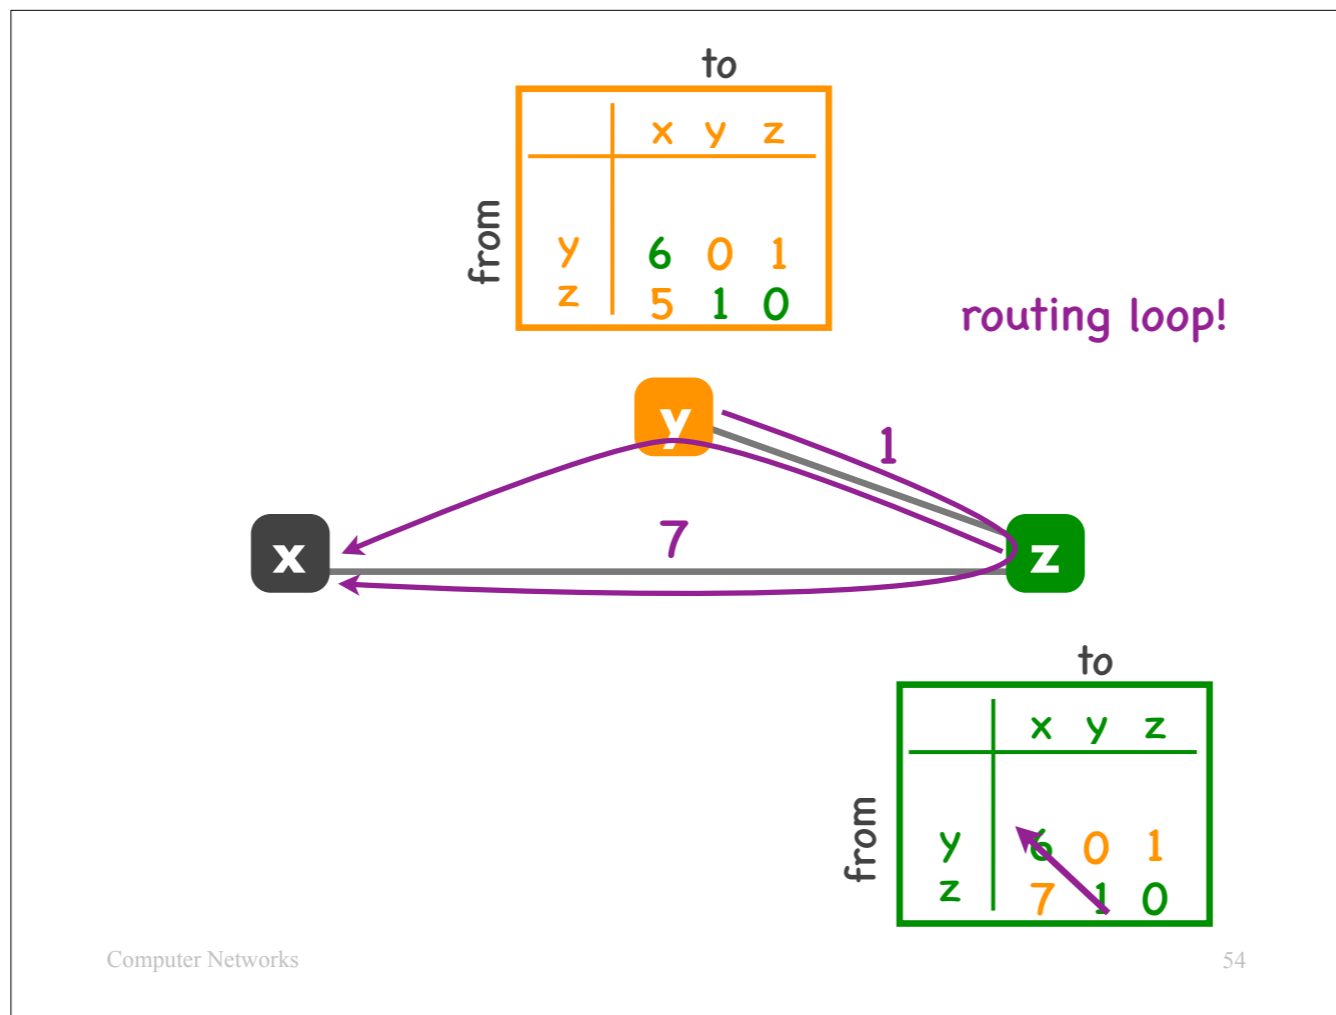 to
x y z
from
y 6 0 1
z 5 1 0
routing loop!
y
1
7
x
z
to
x y z
from
y 6 0 1
z 7 1 0
Computer Networks
54